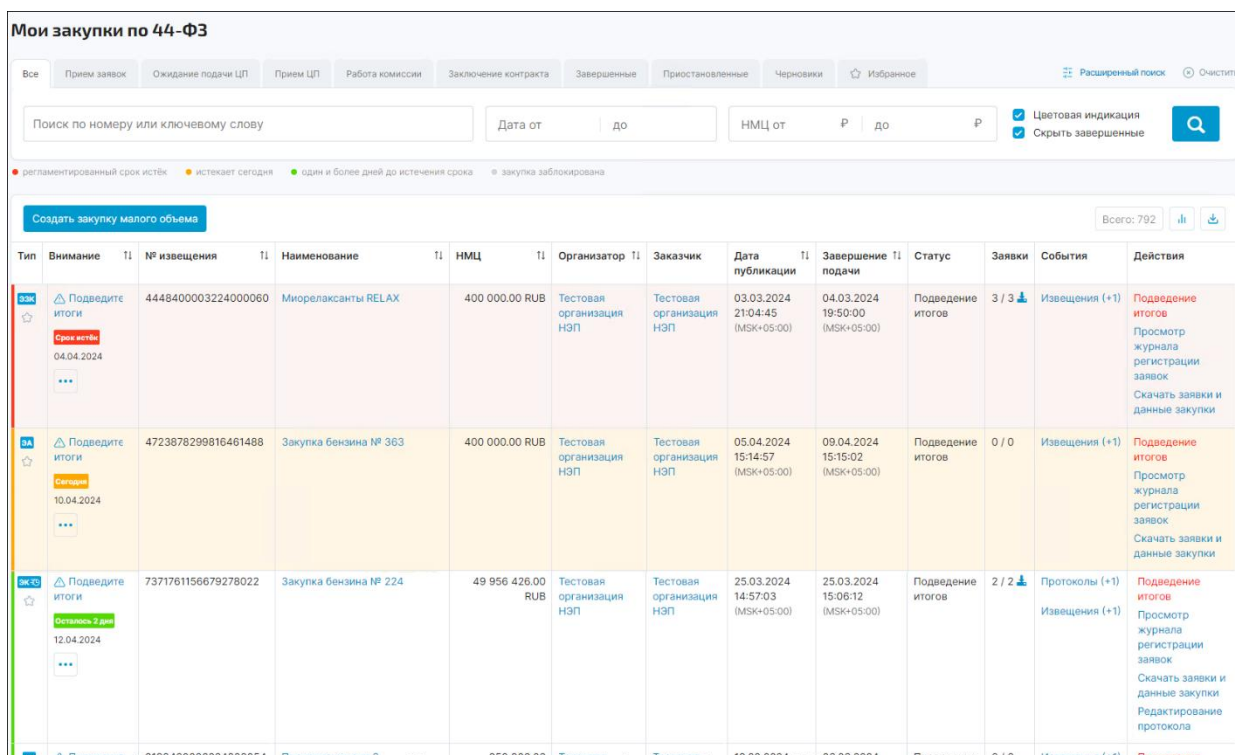 Мои закупки по 44-ФЗ
Все Прием заявок Ожидание подачи ЦП Прием ЦП Работа комиссии Заключение контракта Завершенные Приостановленные Черновики Избранное Расширенный поиск Очистить
Поиск по номеру или ключевому слову Дата от до НМЦ от ₽ до ₽ Цветовая индикация
Скрыть завершенные
регламентированный срок истёк истекает сегодня один и более дней до истечения срока закупка заблокирована
Создать закупку малого объема Всего: 792
Тип Внимание № извещения Наименование НМЦ Организатор Заказчик Дата публикации Завершение подачи Статус Заявки События Действия
ЭЗК Подведите 4448400003224000060 Миорелаксанты RELAX 400 000.00 RUB Тестовая Тестовая 03.03.2024 04.03.2024 Подведение 3 / 3 Извещения (+1) Подведение
итоги организация организация 21:04:45 19:50:00 итогов итогов
НЭП НЭП (MSK+05:00) (MSK+05:00) Просмотр
Срок истёк журнала
04.04.2024 регистрации
••• заявок
Скачать заявки и
данные закупки
ЭА Подведите 4723878299816461488 Закупка бензина № 363 400 000.00 RUB Тестовая Тестовая 05.04.2024 09.04.2024 Подведение 0 / 0 Извещения (+1) Подведение
итоги организация организация 15:14:57 15:15:02 итогов итогов
НЭП НЭП (MSK+05:00) (MSK+05:00) Просмотр
Сегодня журнала
10.04.2024 регистрации
••• заявок
Скачать заявки и
данные закупки
ЭК Подведите 7371761156679278022 Закупка бензина № 224 49 956 426.00 Тестовая Тестовая 25.03.2024 25.03.2024 Подведение 2 / 2 Протоколы (+1) Подведение
итоги RUB организация организация 14:57:03 15:06:12 итогов итогов
НЭП НЭП (MSK+05:00) (MSK+05:00) Извещения (+1) Просмотр
Осталось 2 дня журнала
12.04.2024 регистрации
••• заявок
Скачать заявки и
данные закупки
Редактирование
протокола